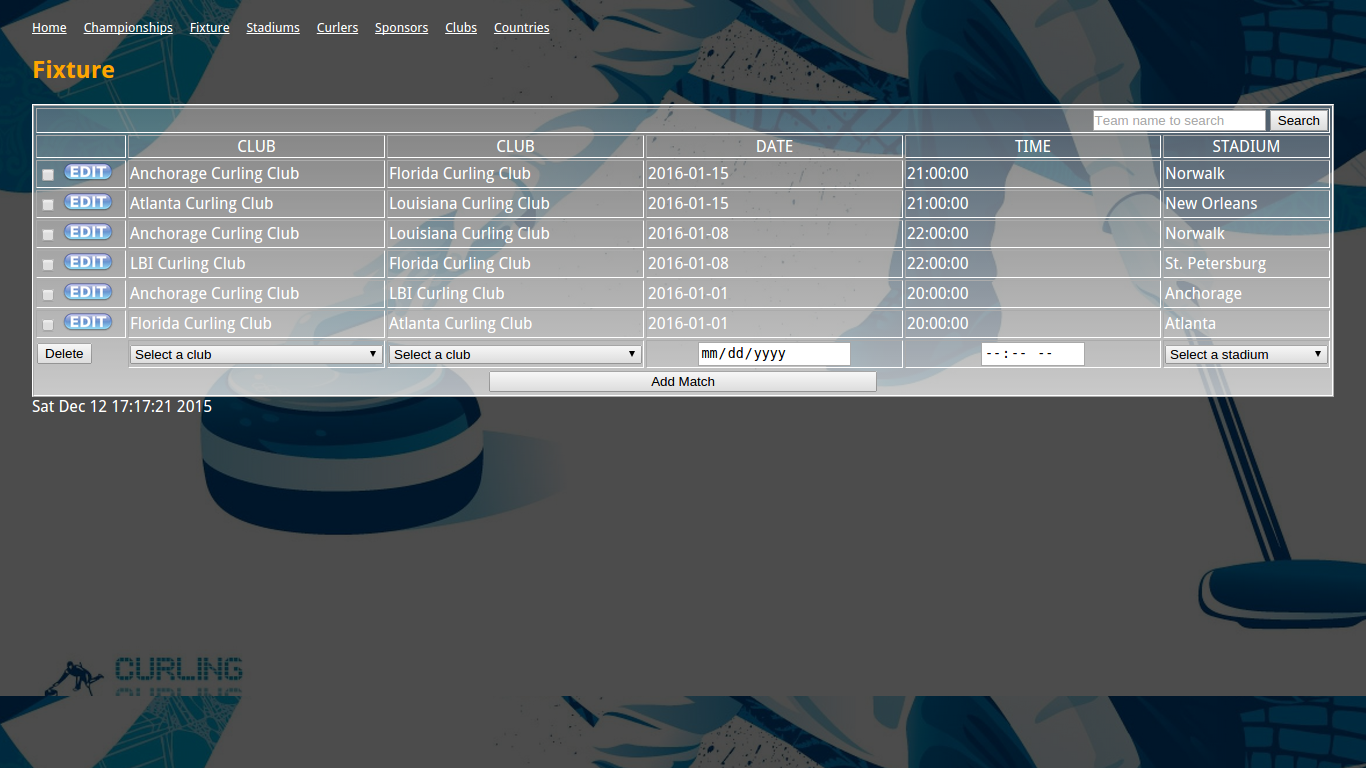 Home Championships Fixture Stadiums Curlers Sponsors Clubs Countries
Fixture
Team name to search Search
CLUB CLUB DATE TIME STADIUM
EDIT Anchorage Curling Club Florida Curling Club 2016-01-15 21:00:00 Norwalk
EDIT Atlanta Curling Club Louisiana Curling Club 2016-01-15 21:00:00 New Orleans
EDIT Anchorage Curling Club Louisiana Curling Club 2016-01-08 22:00:00 Norwalk
EDIT LBI Curling Club Florida Curling Club 2016-01-08 22:00:00 St. Petersburg
EDIT Anchorage Curling Club LBI Curling Club 2016-01-01 20:00:00 Anchorage
EDIT Florida Curling Club Atlanta Curling Club 2016-01-01 20:00:00 Atlanta
Delete Select a club Select a club mm/dd/yyyy --:-- -- Select a stadium
Add Match
Sat Dec 12 17:17:21 2015
CURLING